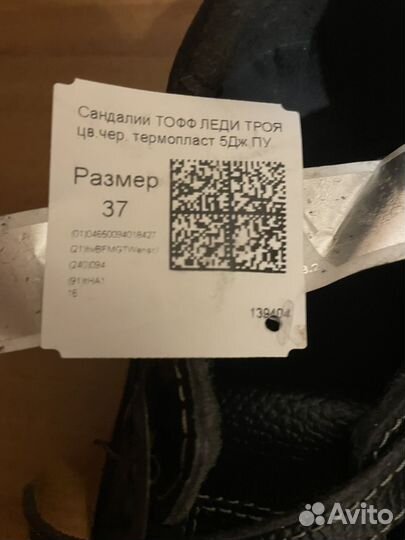 Сандалии ТОФФ ЛЕДИ ТРОЯ
цв.чер. термопласт 5Дж ПУ
Размер
37
(01)04650094018427
(240)094
16
139404
Avito